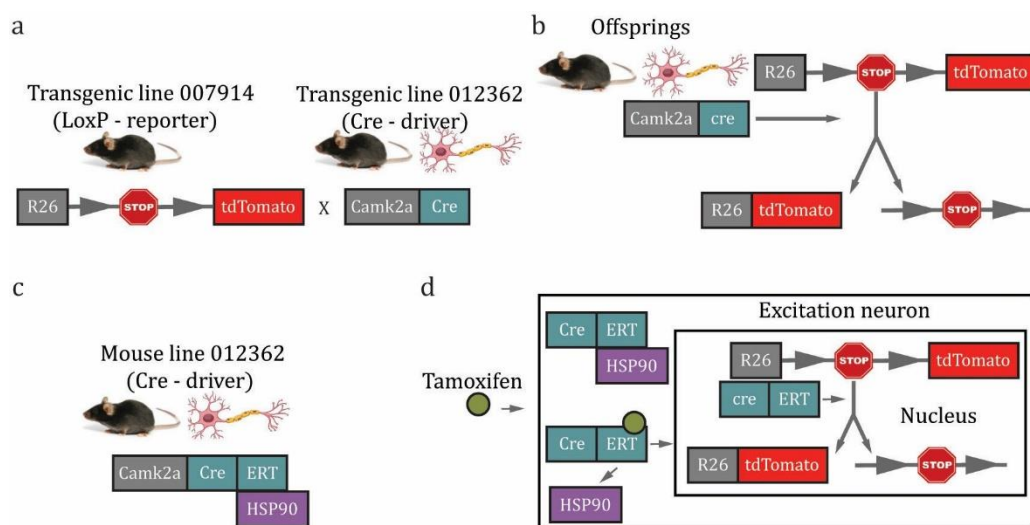 a
Transgenic line 007914
(LoxP - reporter)
R26
STOP
tdTomato
X
Transgenic line 012362
(Cre - driver)
Camk2a
Cre
b
Offsprings
R26
STOP
tdTomato
Camk2a
cre
R26
tdTomato
STOP
c
Mouse line 012362
(Cre - driver)
Camk2a
Cre
ERT
HSP90
d
Tamoxifen
Excitation neuron
Cre
ERT
HSP90
Cre
ERT
HSP90
R26
STOP
tdTomato
cre
ERT
Nucleus
R26
tdTomato
STOP